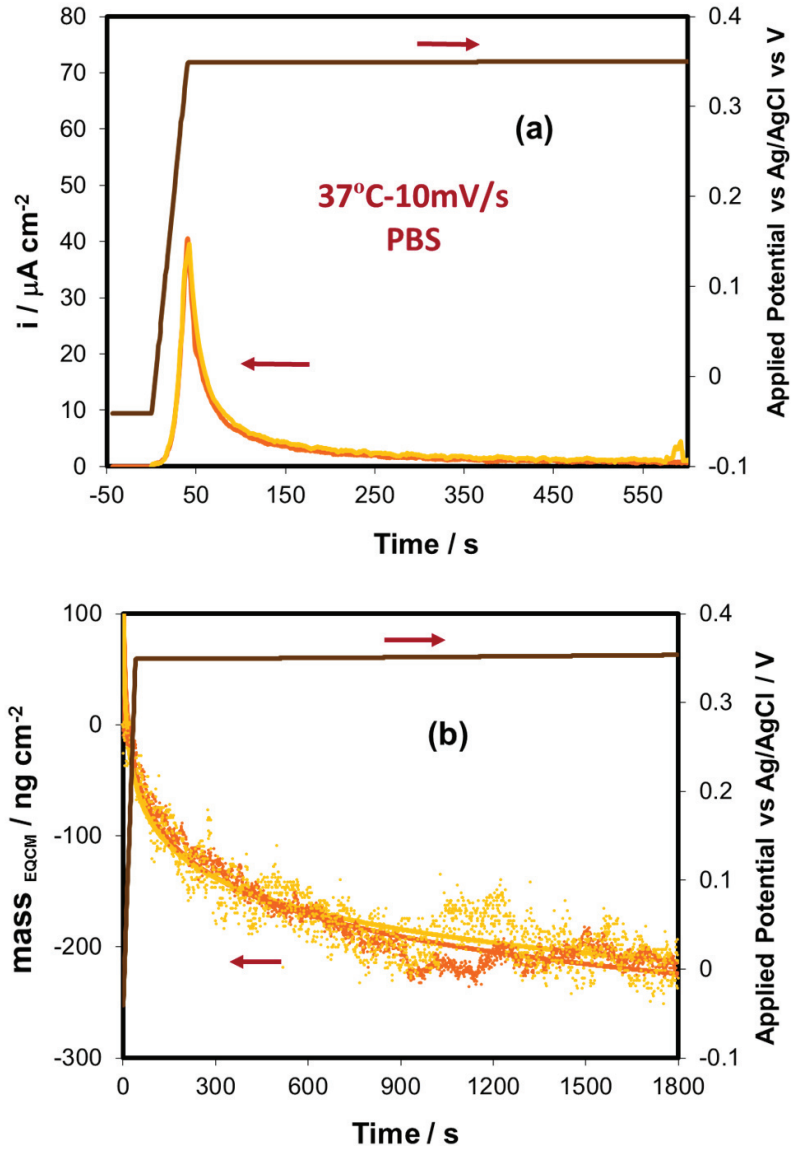 80
70
60
50
40
30
20
10
0
i / μA cm-2
0.4
0.3
0.2
0.1
0
-0.1
Applied Potential vs Ag/AgCl vs V
(a)
37°C-10mV/s
PBS
-50 50 150 250 350 450 550
Time / s
100
0
-100
-200
-300
mass EQCM / ng cm-2
0.4
0.3
0.2
0.1
0
-0.1
Applied Potential vs Ag/AgCl / V
(b)
0 300 600 900 1200 1500 1800
Time / s